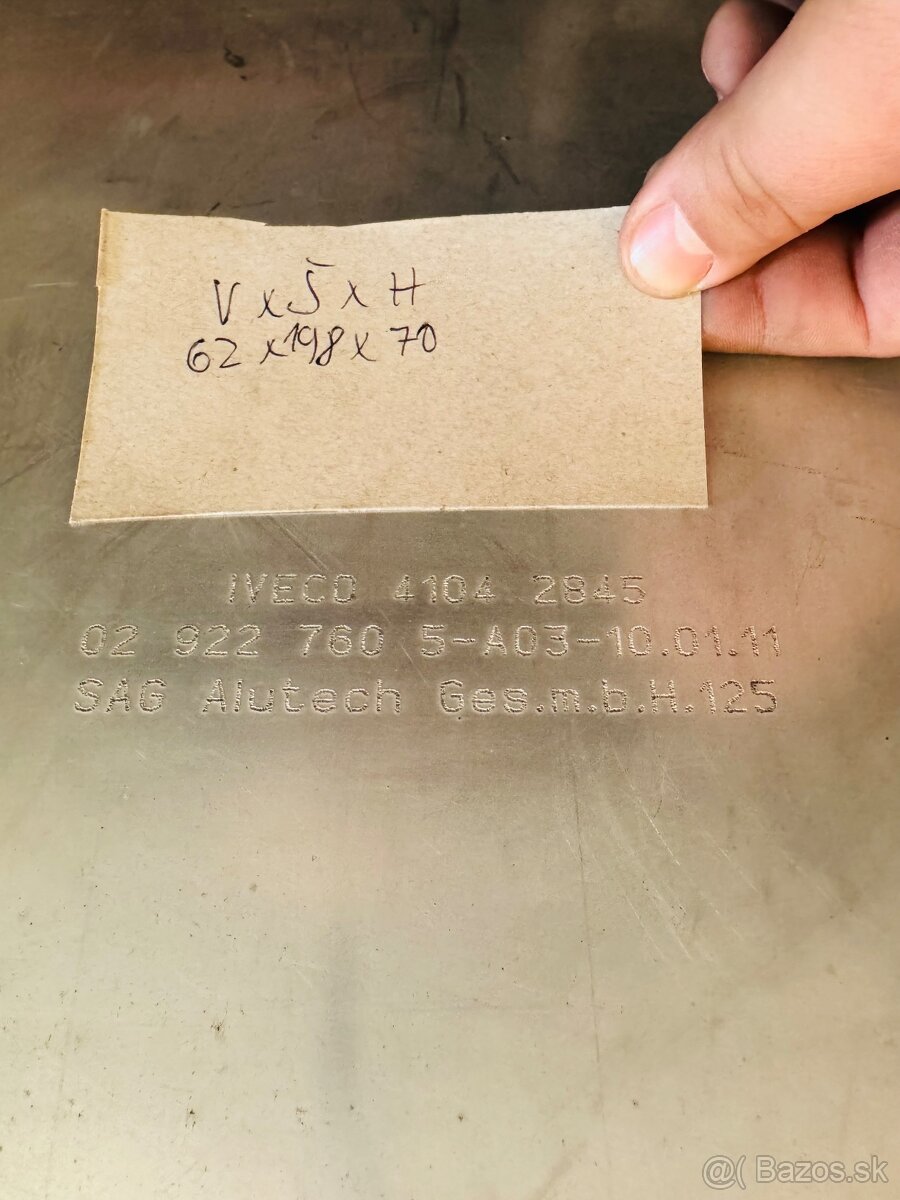 V x Š x H
62 x 198 x 70
IVECO 4104 2845
02 922 760 5-A03-10.01.11
SAG Alutech Ges.m.b.H.125
@( Bazos.sk